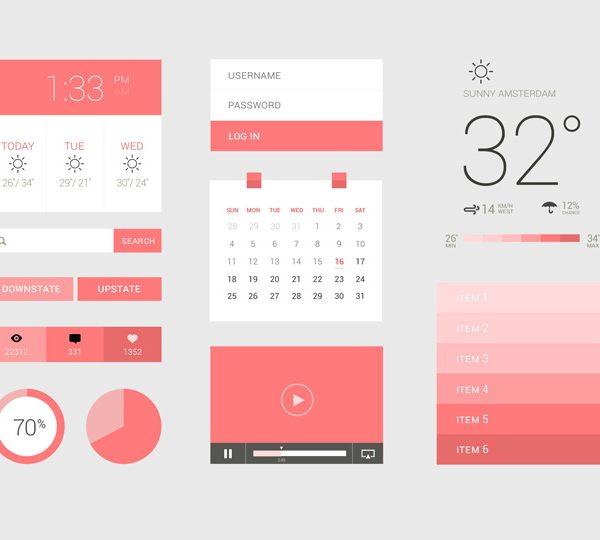 1:33 PM
AM
TODAY TUE WED
26°/ 34° 29°/ 21° 30°/ 24°
SEARCH
DOWNSTATE UPSTATE
22312 331 1352
70%
USERNAME
PASSWORD
LOG IN
SUN MON TUE WED THU FRI SAT
28 29 30 31 1 2 3
4 5 6 7 8 9 10
11 12 13 14 15 16 17
18 19 20 21 22 23 24
25 26 27 28 29 30 31
SUNNY AMSTERDAM
32°
14 KM/H WEST 12% CHANCE
26° MIN 34° MAX
ITEM 1
ITEM 2
ITEM 3
ITEM 4
ITEM 5
ITEM 6